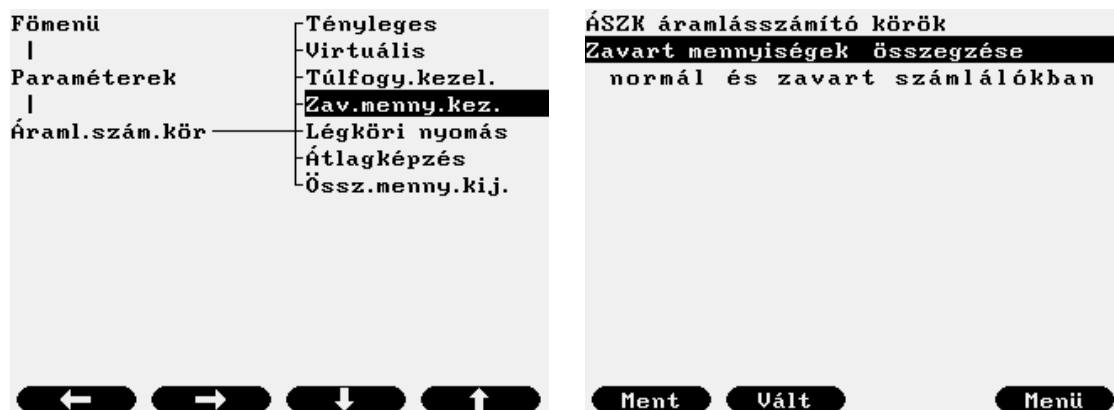 Fömenü
Paraméterek
Áraml.szám.kör
Tényleges
Virtuális
Túlfogy.kezel.
Zav.menny.kez.
Légköri nyomás
Átlagképzés
Össz.menny.kij.
ÁSZK áramlásszámító körök
Zavart mennyiségek összegzése
normál és zavart számlálókban
Ment Vált Menü